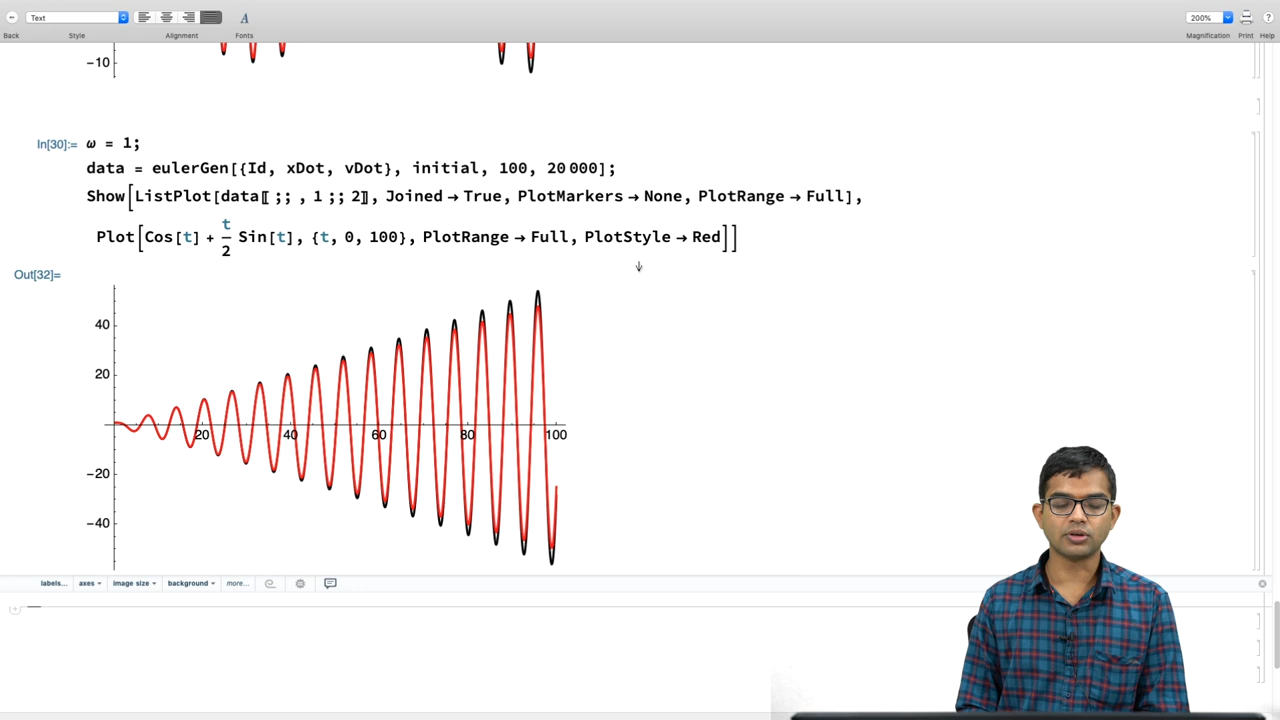 Text
200%
Back
Style
Alignment
Fonts
Magnification
Print
Help
-10
In[30]:= ω = 1;
data = eulerGen[{Id, xDot, vDot}, initial, 100, 20 000];
Show[ListPlot[data〚 ;; , 1 ;; 2〛, Joined → True, PlotMarkers → None, PlotRange → Full],
Plot[Cos[t] + t/2 Sin[t], {t, 0, 100}, PlotRange → Full, PlotStyle → Red]]
Out[32]=
40
20
20
40
60
80
100
-20
-40
labels...
axes
image size
background
more...